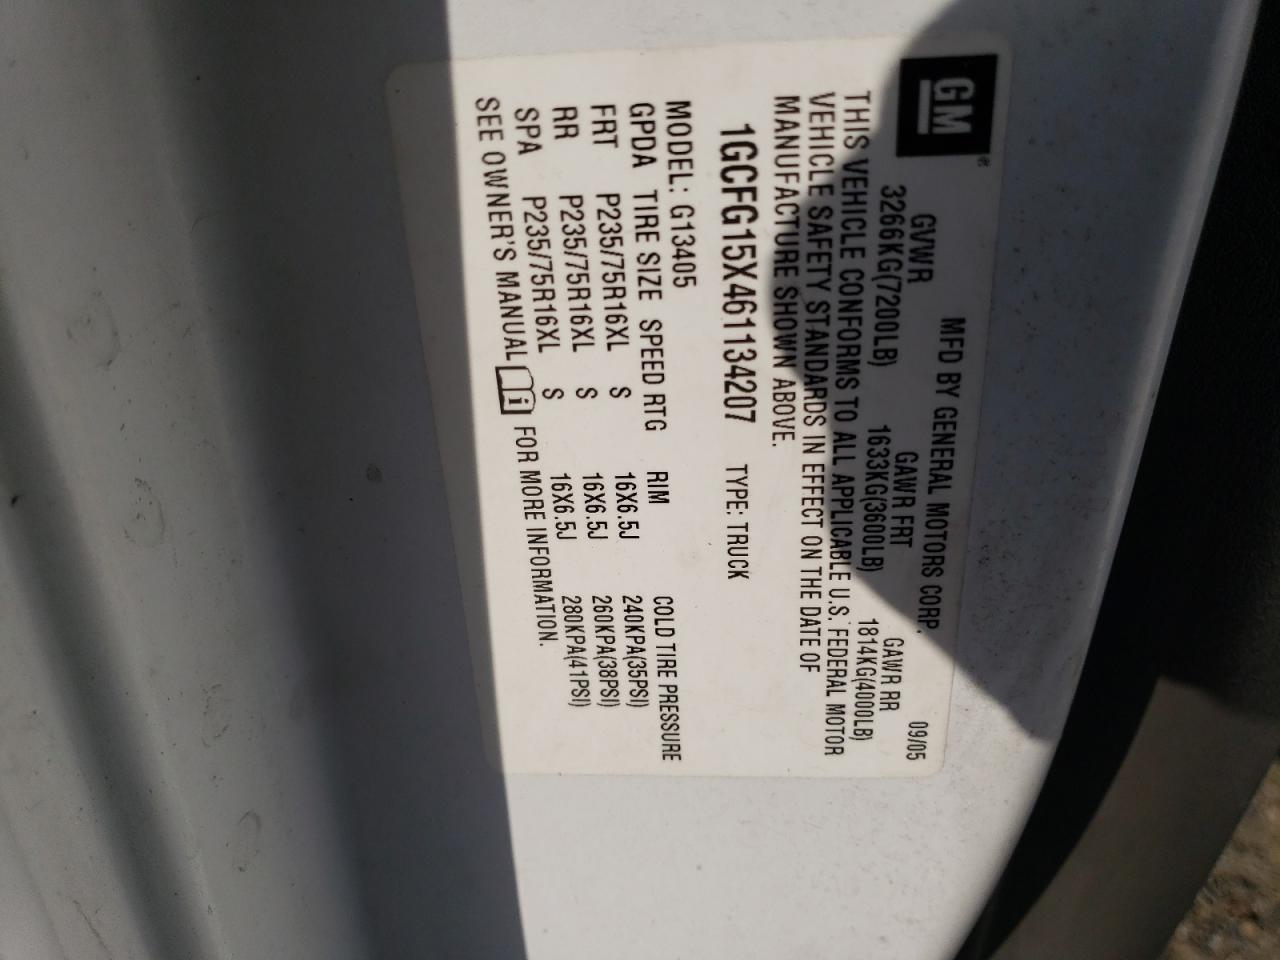 GM
MFD BY GENERAL MOTORS CORP. 09/05
GVWR GAWR FRT GAWR RR
3266KG(7200LB) 1633KG(3600LB) 1814KG(4000LB)
THIS VEHICLE CONFORMS TO ALL APPLICABLE U.S. FEDERAL MOTOR
VEHICLE SAFETY STANDARDS IN EFFECT ON THE DATE OF
MANUFACTURE SHOWN ABOVE.
1GCFG15X461134207 TYPE: TRUCK
MODEL: G13405
GPDA TIRE SIZE SPEED RTG RIM COLD TIRE PRESSURE
FRT P235/75R16XL S 16X6.5J 240KPA(35PSI)
RR P235/75R16XL S 16X6.5J 260KPA(38PSI)
SPA P235/75R16XL S 16X6.5J 280KPA(41PSI)
SEE OWNER'S MANUAL i FOR MORE INFORMATION.